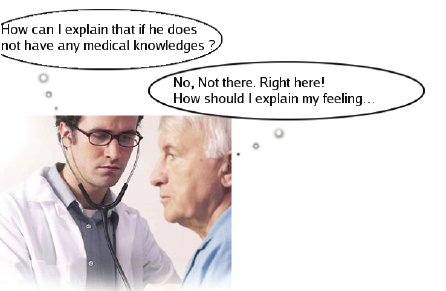 How can I explain that if he does
not have any medical knowledges ?
No, Not there. Right here!
How should I explain my feeling...